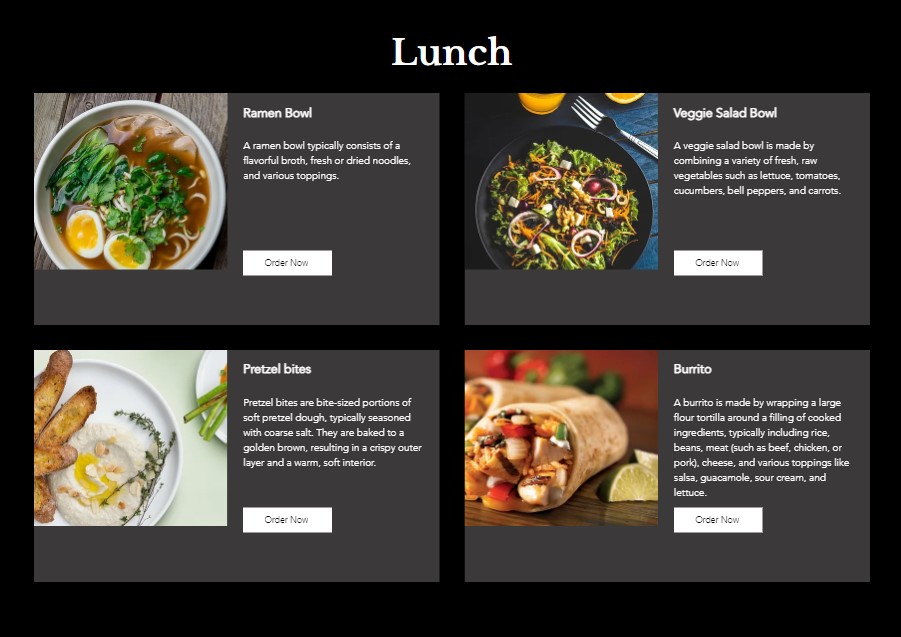 Lunch
Ramen Bowl
A ramen bowl typically consists of a
flavorful broth, fresh or dried noodles,
and various toppings.
Order Now
Veggie Salad Bowl
A veggie salad bowl is made by
combining a variety of fresh, raw
vegetables such as lettuce, tomatoes,
cucumbers, bell peppers, and carrots.
Order Now
Pretzel bites
Pretzel bites are bite-sized portions of
soft pretzel dough, typically seasoned
with coarse salt. They are baked to a
golden brown, resulting in a crispy outer
layer and a warm, soft interior.
Order Now
Burrito
A burrito is made by wrapping a large
flour tortilla around a filling of cooked
ingredients, typically including rice,
beans, meat (such as beef, chicken, or
pork), cheese, and various toppings like
salsa, guacamole, sour cream, and
lettuce.
Order Now